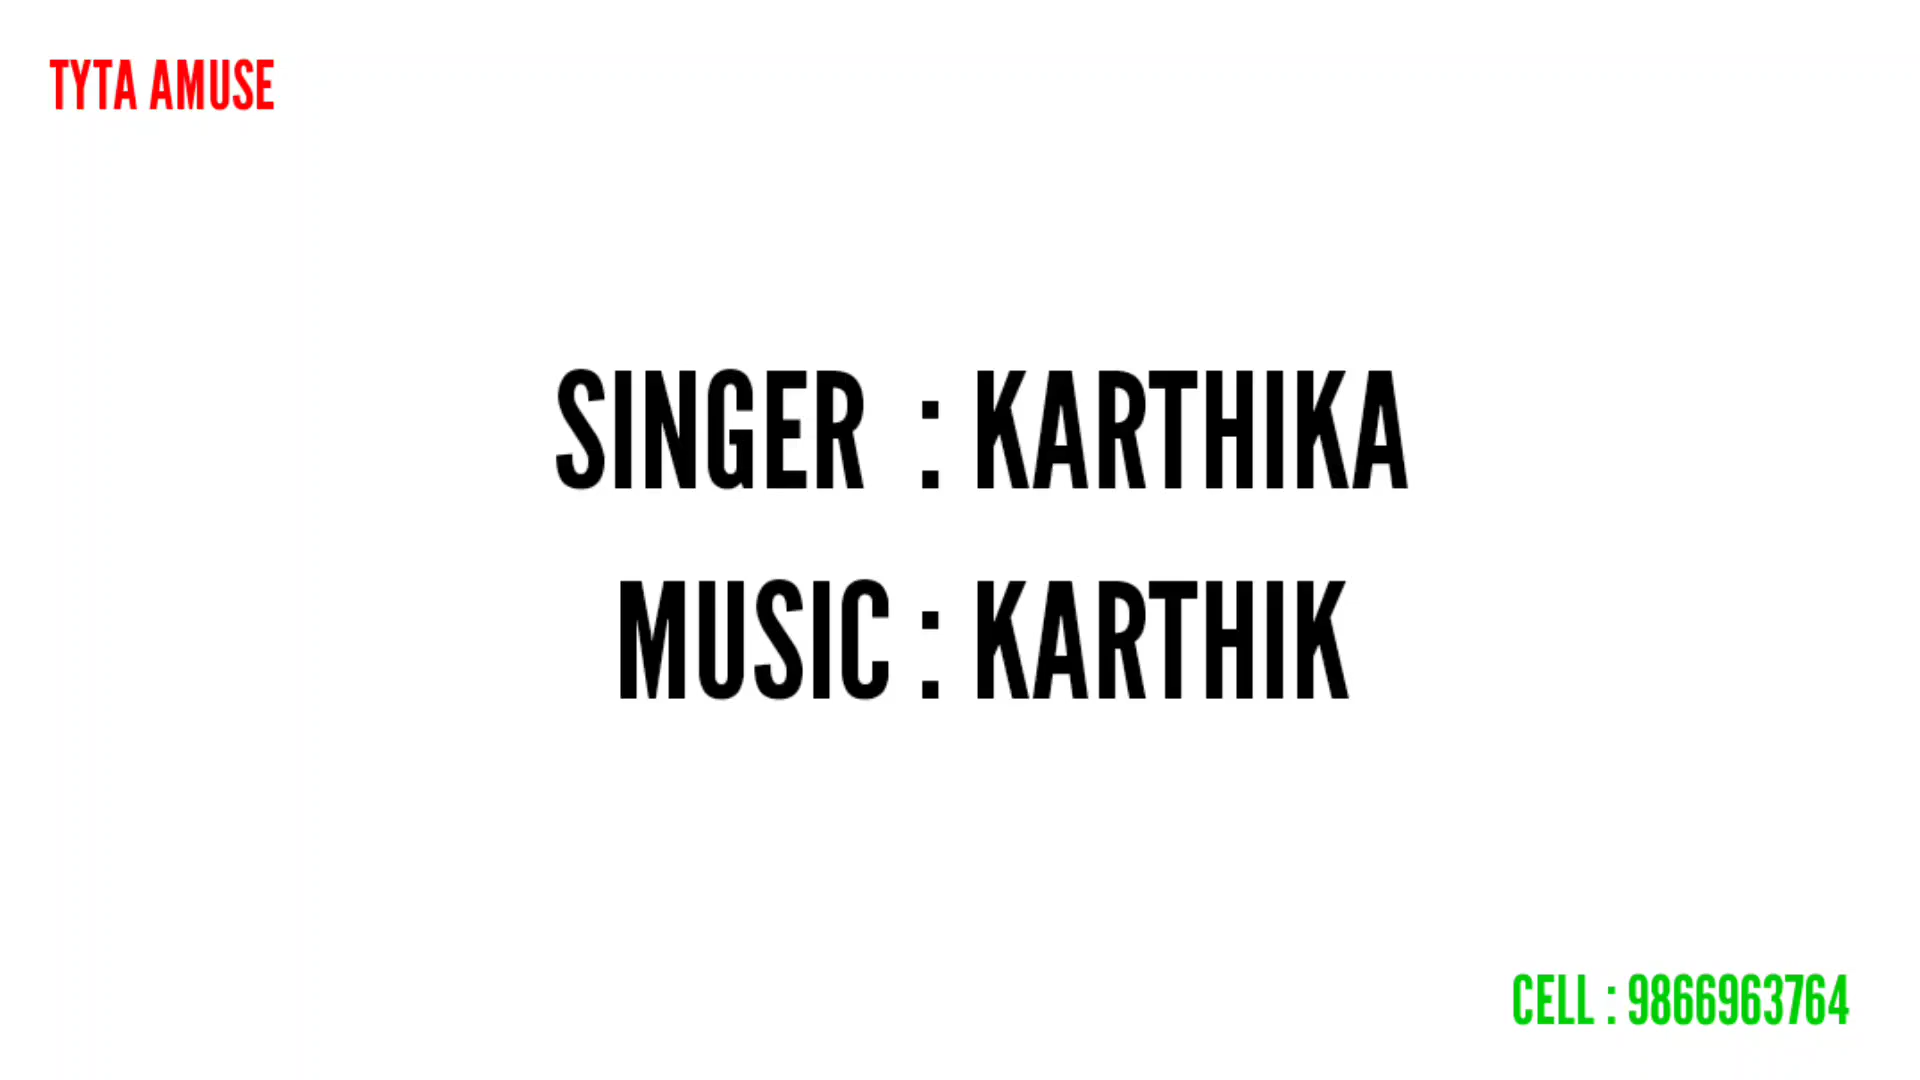 TYTA AMUSE
SINGER : KARTHIKA
MUSIC : KARTHIK
CELL : 9866963764